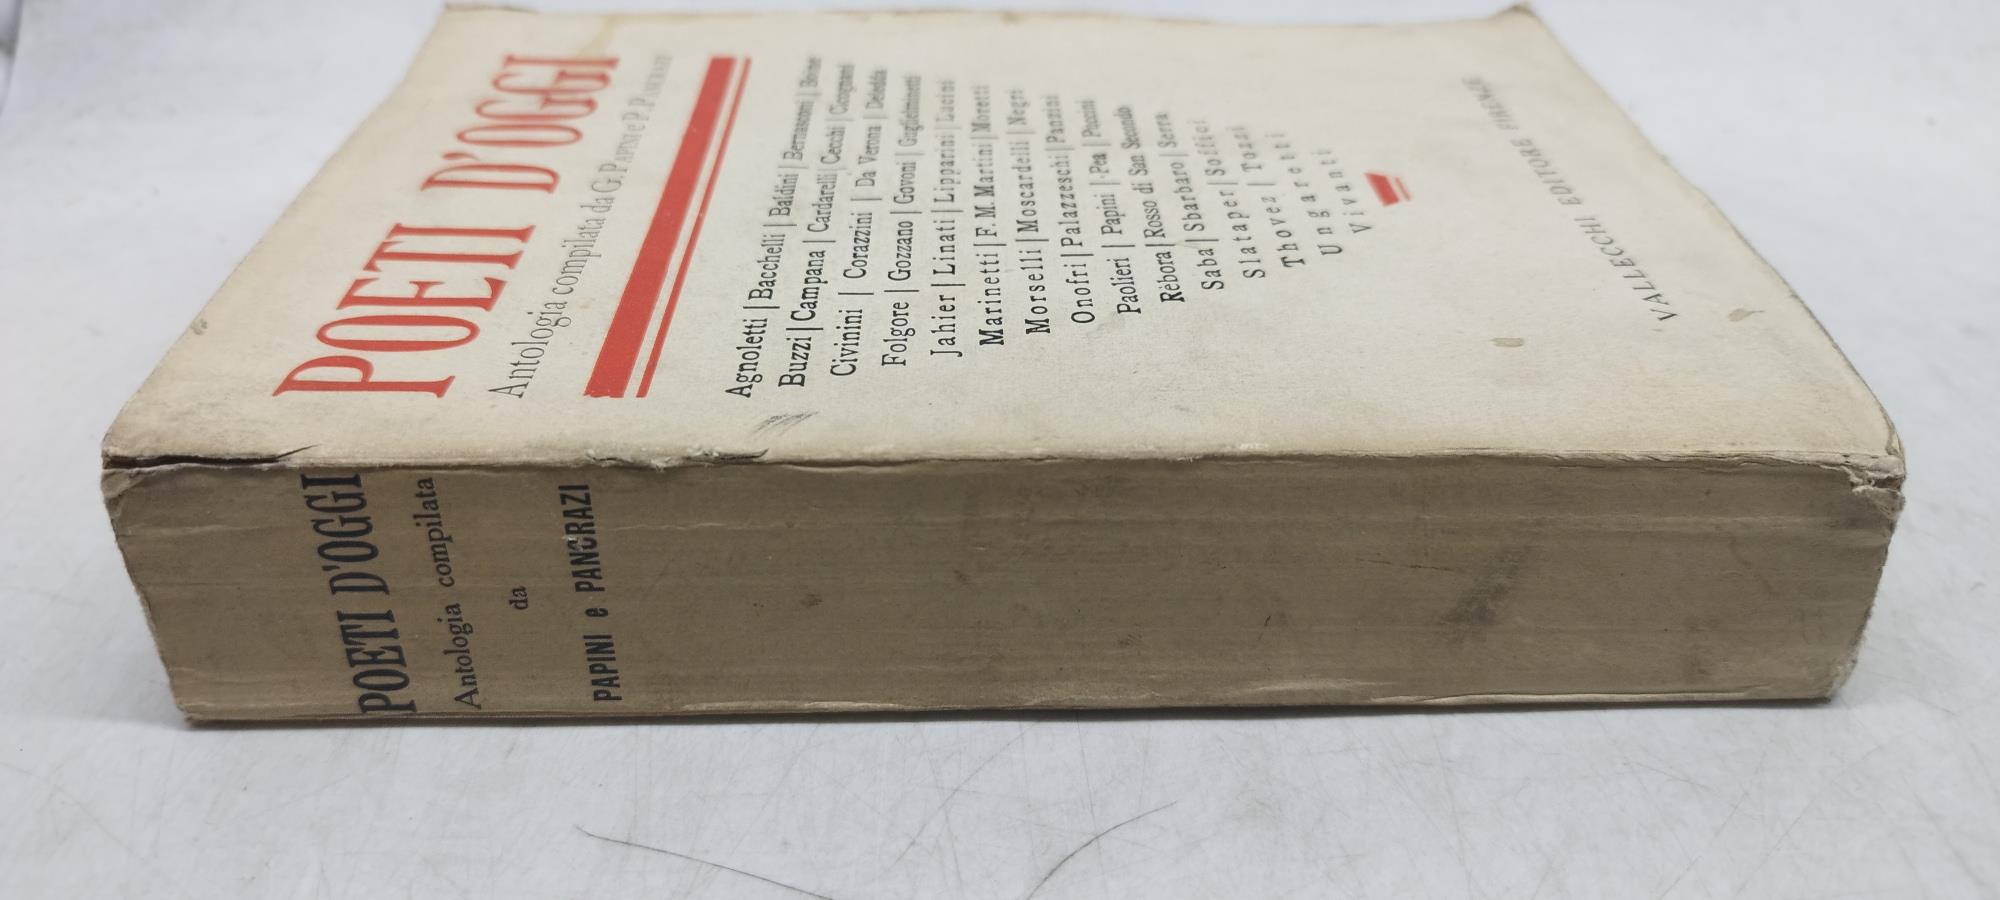 POETI D'OGGI
Antologia compilata da G. PAPINI e P. PANCRAZI
Agnoletti | Bacchelli | Baldini | Bernasconi | Boine
Buzzi | Campana | Cardarelli | Cecchi | Cicognani
Civinini | Corazzini | Da Verona | Deledda
Folgore | Gozzano | Govoni | Guglielminetti
Jahier | Linati | Lipparini | Lucini
Marinetti | F. M. Martini | Moretti
Morselli | Moscardelli | Negri
Onofri | Palazzeschi | Panzini
Paolieri | Papini | Pea | Puccini
Rèbora | Rosso di San Secondo
Saba | Sbarbaro | Serra
Slataper | Soffici
Thovez | Tozzi
Ungaretti
Vivanti
VALLECCHI EDITORE FIRENZE
POETI D'OGGI
Antologia compilata
da
PAPINI e PANCRAZI